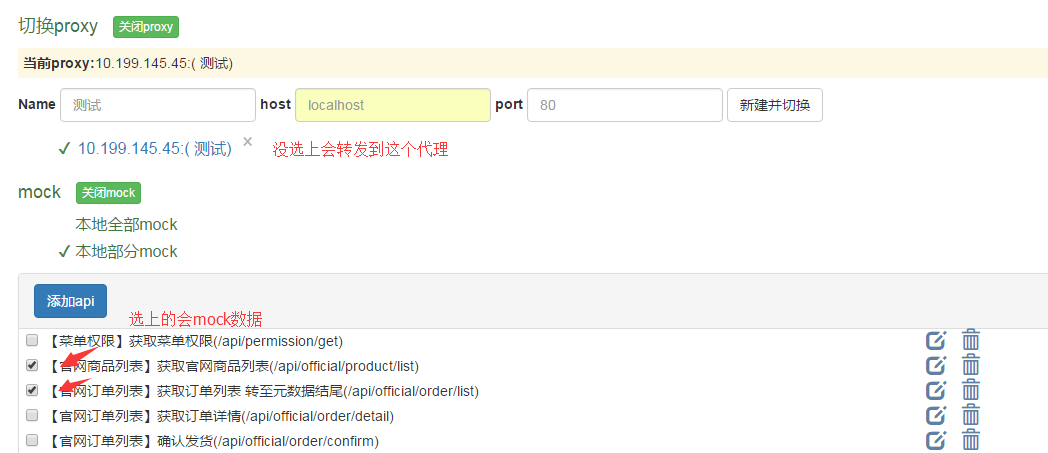 切换proxy 关闭proxy
当前proxy:10.199.145.45:( 测试)
Name 测试 host localhost port 80 新建并切换
10.199.145.45:( 测试) × 没选上会转发到这个代理
mock 关闭mock
本地全部mock
本地部分mock
添加api
选上的会mock数据
【菜单权限】获取菜单权限(/api/permission/get)
【官网商品列表】获取官网商品列表(/api/official/product/list)
【官网订单列表】获取订单列表 转至元数据结尾(/api/official/order/list)
【官网订单列表】获取订单详情(/api/official/order/detail)
【官网订单列表】确认发货(/api/official/order/confirm)